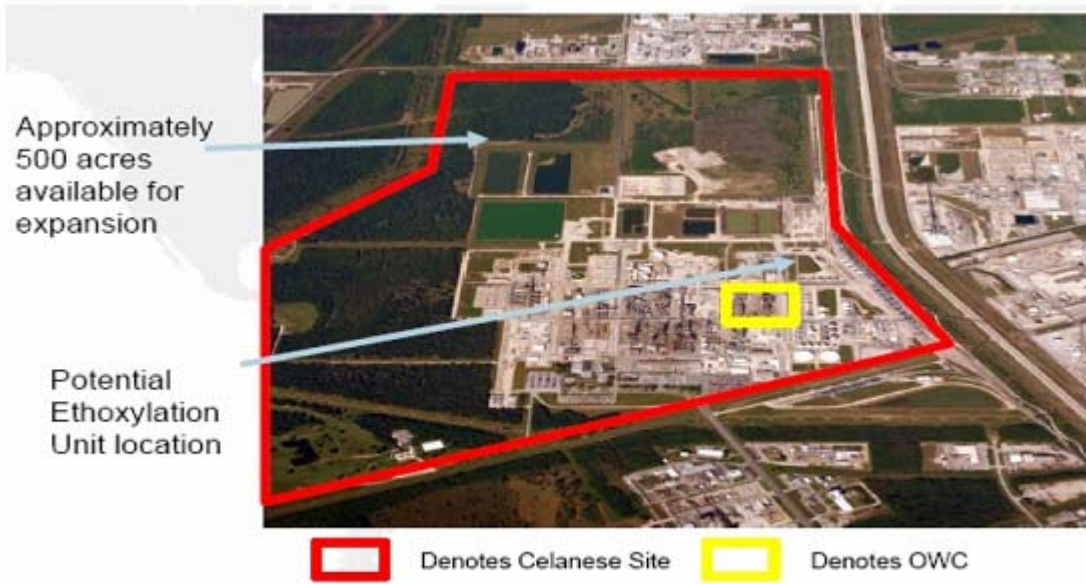 Approximately
500 acres
available for
expansion
Potential
Ethoxylation
Unit location
Denotes Celanese Site
Denotes OWC